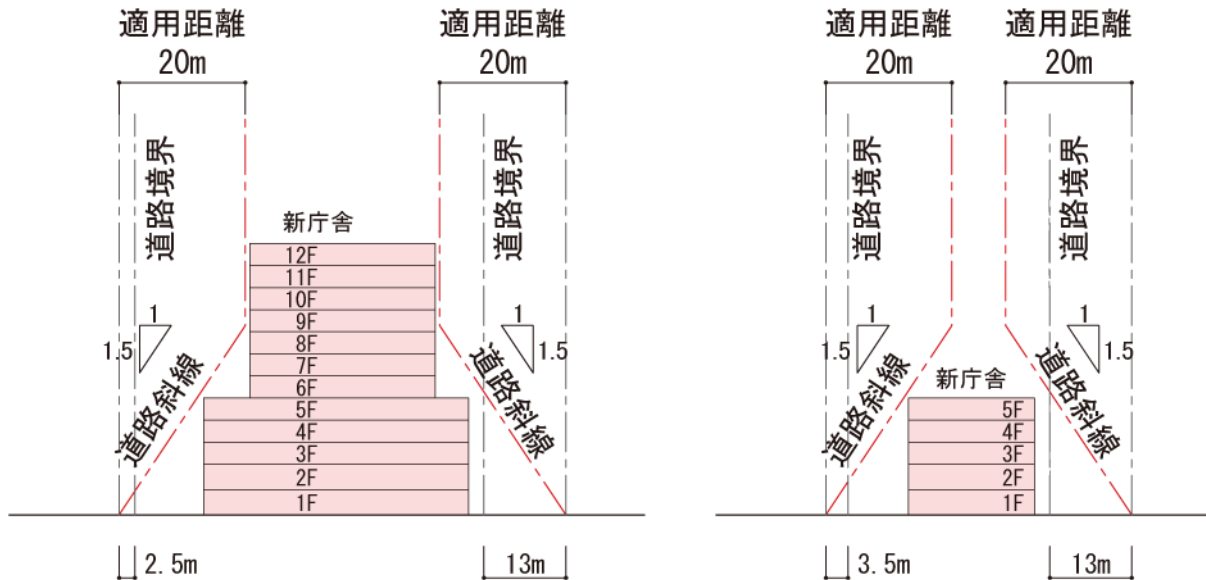 適用距離
20m
適用距離
20m
道路境界
道路境界
新庁舎
12F
11F
10F
9F
8F
7F
6F
5F
4F
3F
2F
1F
1
1.5
1
1.5
道路斜線
道路斜線
2.5m
13m
適用距離
20m
適用距離
20m
道路境界
道路境界
1
1.5
1
1.5
新庁舎
道路斜線
道路斜線
5F
4F
3F
2F
1F
3.5m
13m